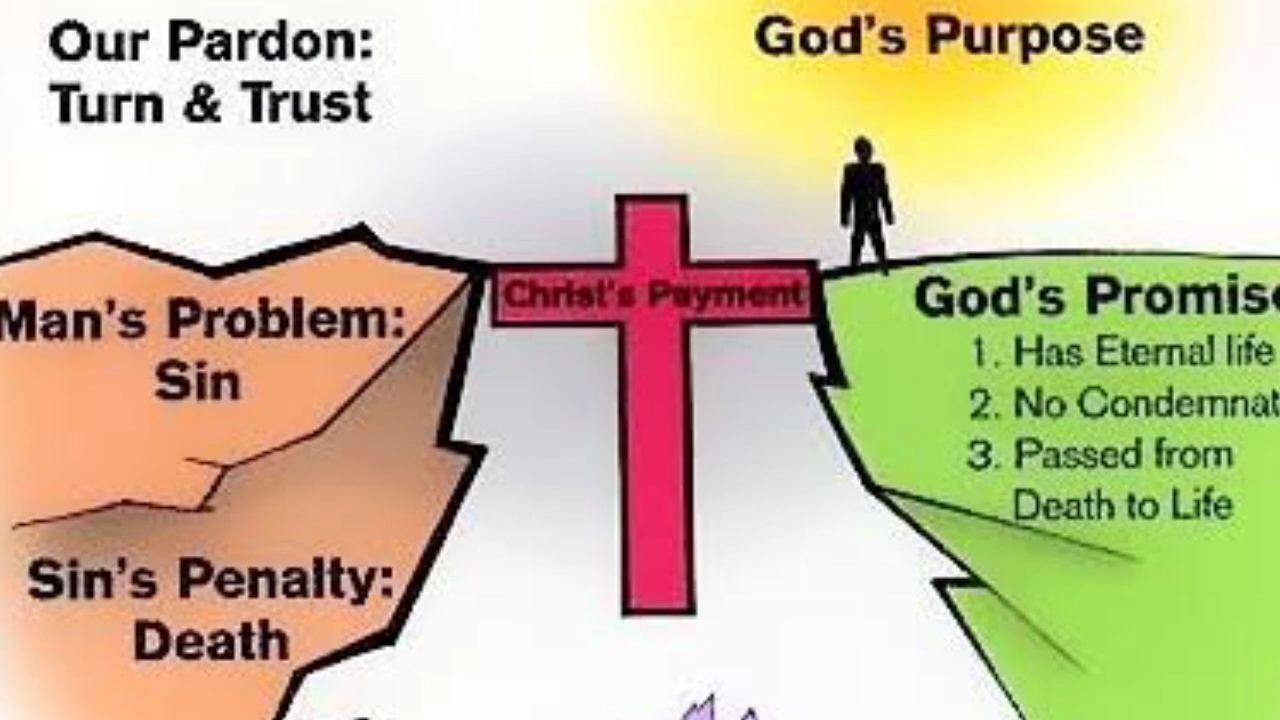 Our Pardon:
Turn & Trust
God's Purpose
Christ's Payment
Man's Problem:
Sin
Sin's Penalty:
Death
God's Promis
1. Has Eternal life
2. No Condemnat
3. Passed from
Death to Life